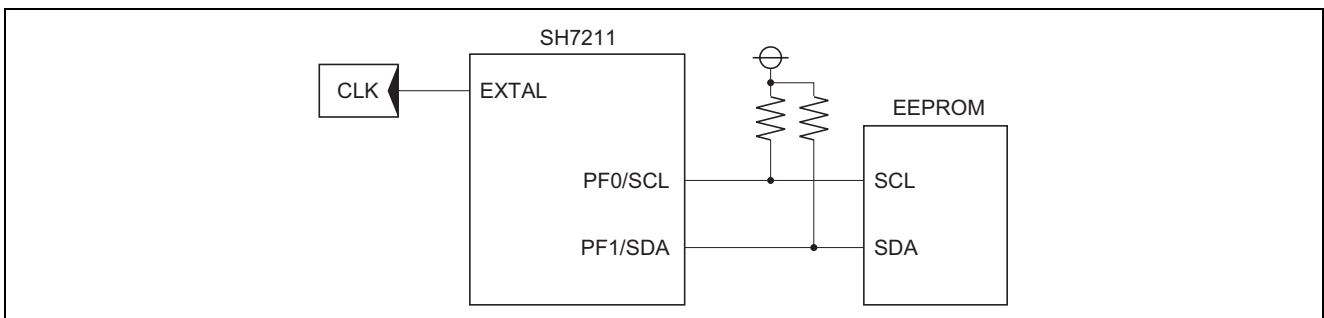 SH7211
CLK
EXTAL
EEPROM
PF0/SCL
SCL
PF1/SDA
SDA